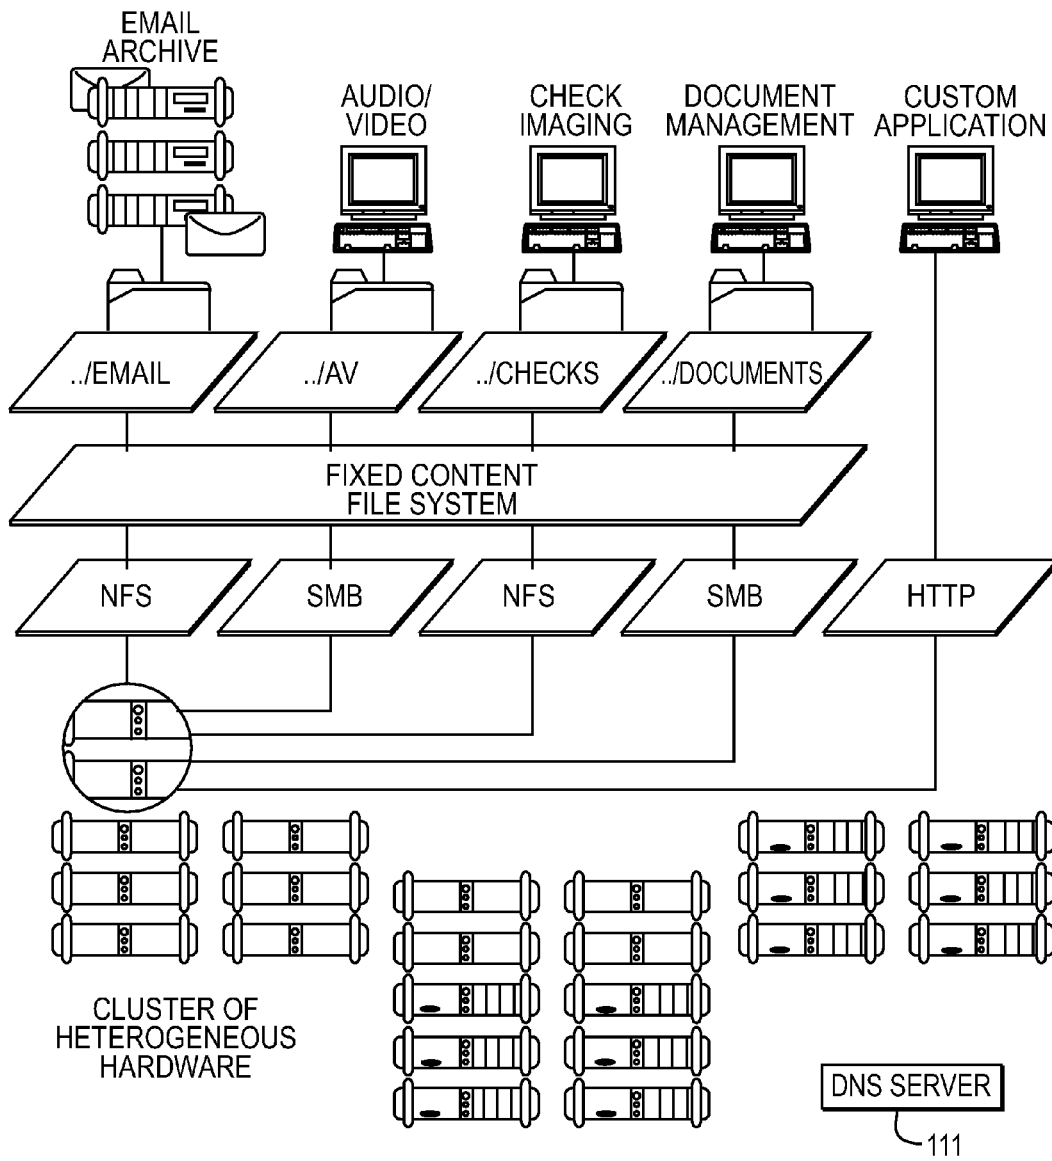 EMAIL
ARCHIVE
AUDIO/
VIDEO
CHECK
IMAGING
DOCUMENT
MANAGEMENT
CUSTOM
APPLICATION
../EMAIL
../AV
../CHECKS
../DOCUMENTS
FIXED CONTENT
FILE SYSTEM
NFS
SMB
NFS
SMB
HTTP
CLUSTER OF
HETEROGENEOUS
HARDWARE
DNS SERVER
111